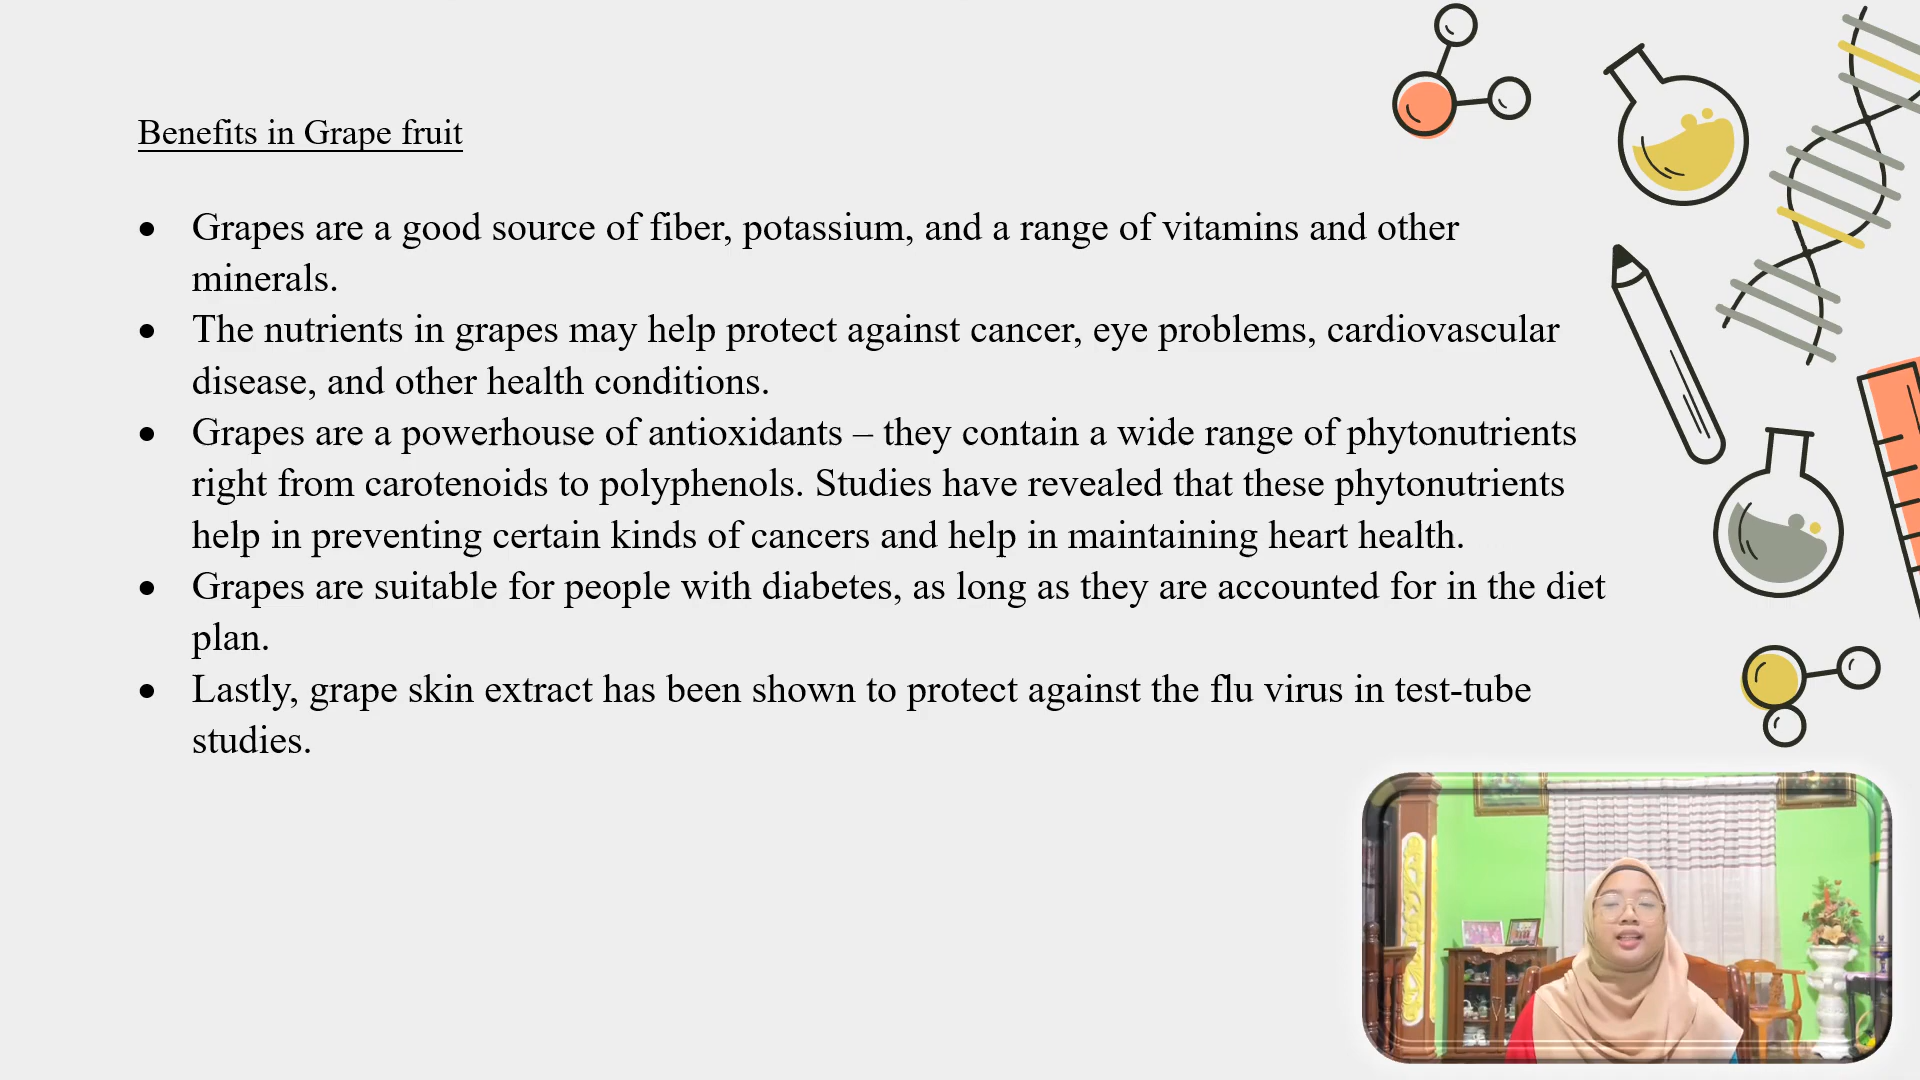 Benefits in Grape fruit
● Grapes are a good source of fiber, potassium, and a range of vitamins and other
minerals.
● The nutrients in grapes may help protect against cancer, eye problems, cardiovascular
disease, and other health conditions.
● Grapes are a powerhouse of antioxidants – they contain a wide range of phytonutrients
right from carotenoids to polyphenols. Studies have revealed that these phytonutrients
help in preventing certain kinds of cancers and help in maintaining heart health.
● Grapes are suitable for people with diabetes, as long as they are accounted for in the diet
plan.
● Lastly, grape skin extract has been shown to protect against the flu virus in test-tube
studies.